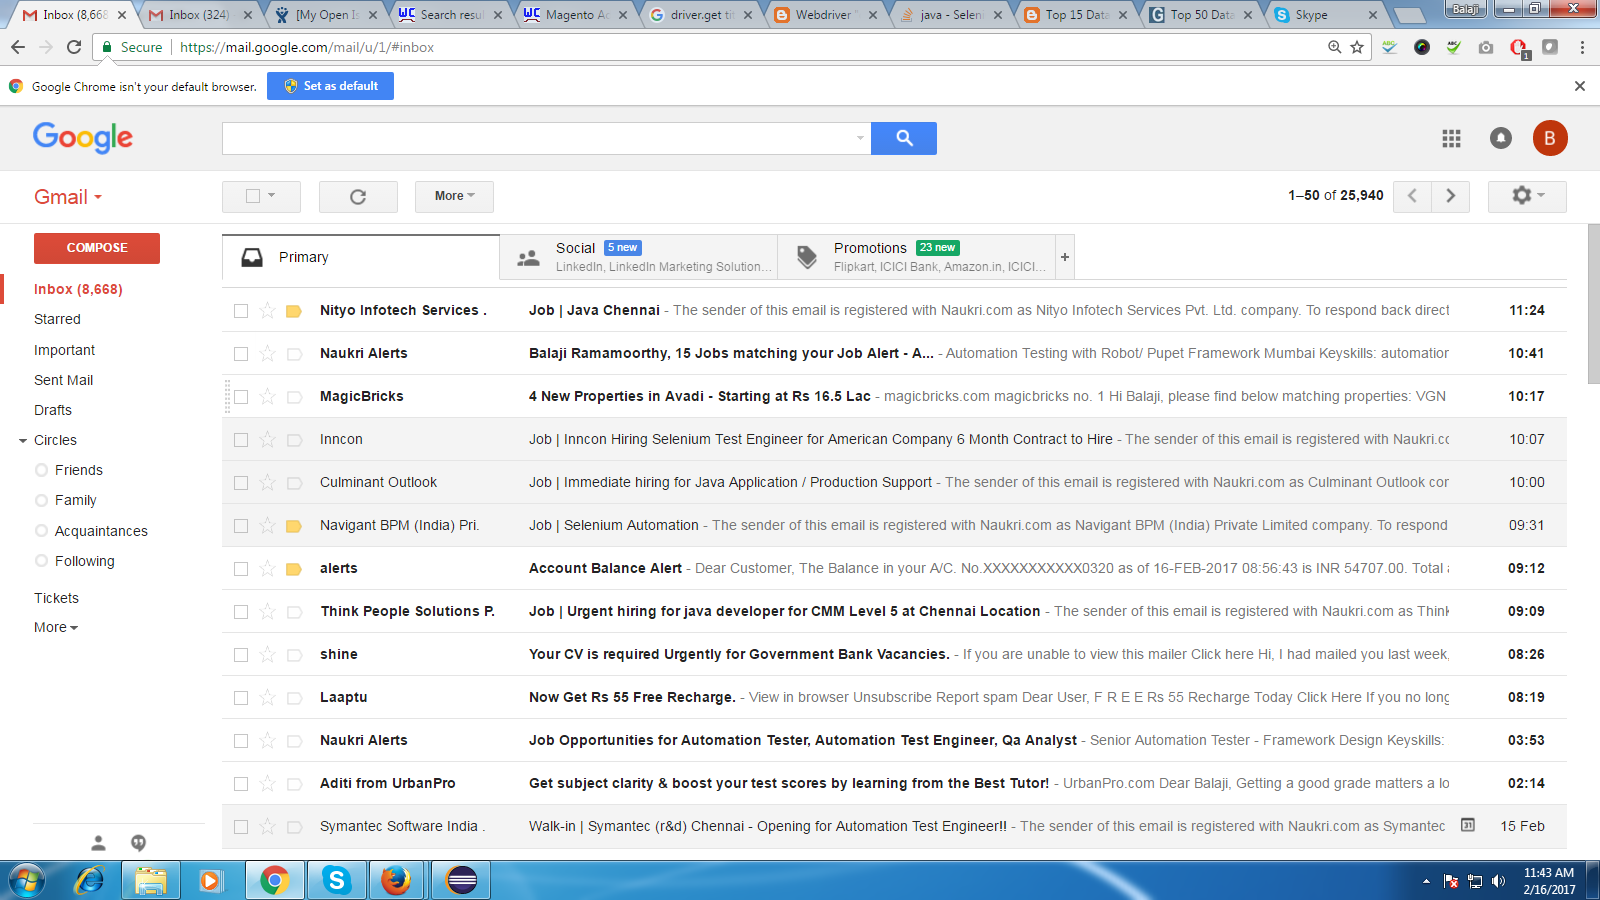 Inbox (8,668
Inbox (324)
[My Open Is
Search resul
Magento Ac
driver.get tit
Webdriver
java - Seleni
Top 15 Data
Top 50 Data
Skype
Balaji
Secure
https://mail.google.com/mail/u/1/#inbox
Google Chrome isn't your default browser.
Set as default
Google
B
Gmail
More
1–50 of 25,940
COMPOSE
Inbox (8,668)
Starred
Important
Sent Mail
Drafts
Circles
Friends
Family
Acquaintances
Following
Tickets
More
Primary
Social 5 new
LinkedIn, LinkedIn Marketing Solution…
Promotions 23 new
Flipkart, ICICI Bank, Amazon.in, ICICI…
+
Nityo Infotech Services . Job | Java Chennai - The sender of this email is registered with Naukri.com as Nityo Infotech Services Pvt. Ltd. company. To respond back direct 11:24
Naukri Alerts Balaji Ramamoorthy, 15 Jobs matching your Job Alert - A... - Automation Testing with Robot/ Pupet Framework Mumbai Keyskills: automation 10:41
MagicBricks 4 New Properties in Avadi - Starting at Rs 16.5 Lac - magicbricks.com magicbricks no. 1 Hi Balaji, please find below matching properties: VGN 10:17
Inncon Job | Inncon Hiring Selenium Test Engineer for American Company 6 Month Contract to Hire - The sender of this email is registered with Naukri.co 10:07
Culminant Outlook Job | Immediate hiring for Java Application / Production Support - The sender of this email is registered with Naukri.com as Culminant Outlook cor 10:00
Navigant BPM (India) Pri. Job | Selenium Automation - The sender of this email is registered with Naukri.com as Navigant BPM (India) Private Limited company. To respond 09:31
alerts Account Balance Alert - Dear Customer, The Balance in your A/C. No.XXXXXXXXXXX0320 as of 16-FEB-2017 08:56:43 is INR 54707.00. Total a 09:12
Think People Solutions P. Job | Urgent hiring for java developer for CMM Level 5 at Chennai Location - The sender of this email is registered with Naukri.com as Think 09:09
shine Your CV is required Urgently for Government Bank Vacancies. - If you are unable to view this mailer Click here Hi, I had mailed you last week, 08:26
Laaptu Now Get Rs 55 Free Recharge. - View in browser Unsubscribe Report spam Dear User, F R E E Rs 55 Recharge Today Click Here If you no long 08:19
Naukri Alerts Job Opportunities for Automation Tester, Automation Test Engineer, Qa Analyst - Senior Automation Tester - Framework Design Keyskills: 03:53
Aditi from UrbanPro Get subject clarity & boost your test scores by learning from the Best Tutor! - UrbanPro.com Dear Balaji, Getting a good grade matters a lo 02:14
Symantec Software India . Walk-in | Symantec (r&d) Chennai - Opening for Automation Test Engineer!! - The sender of this email is registered with Naukri.com as Symantec 31 15 Feb
11:43 AM
2/16/2017